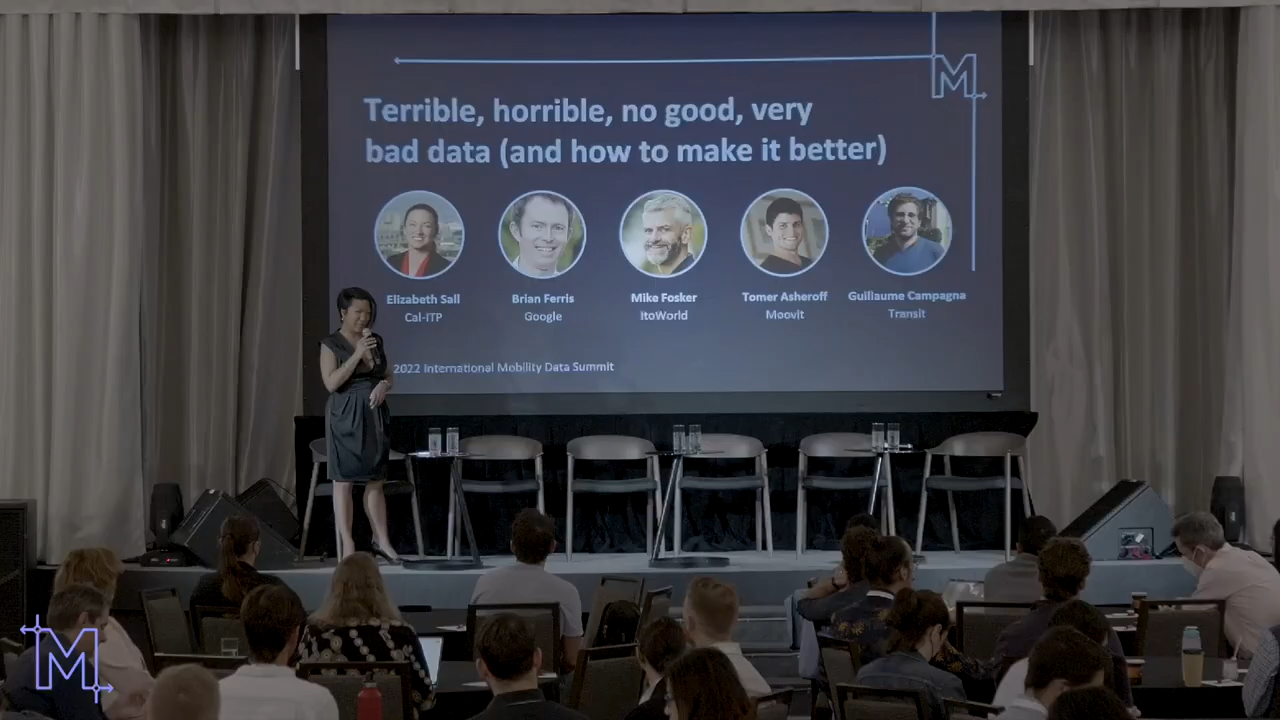 M
Terrible, horrible, no good, very
bad data (and how to make it better)
Elizabeth Sall
Cal-ITP
Brian Ferris
Google
Mike Fosker
ItoWorld
Tomer Asheroff
Moovit
Guillaume Campagna
Transit
2022 International Mobility Data Summit
M